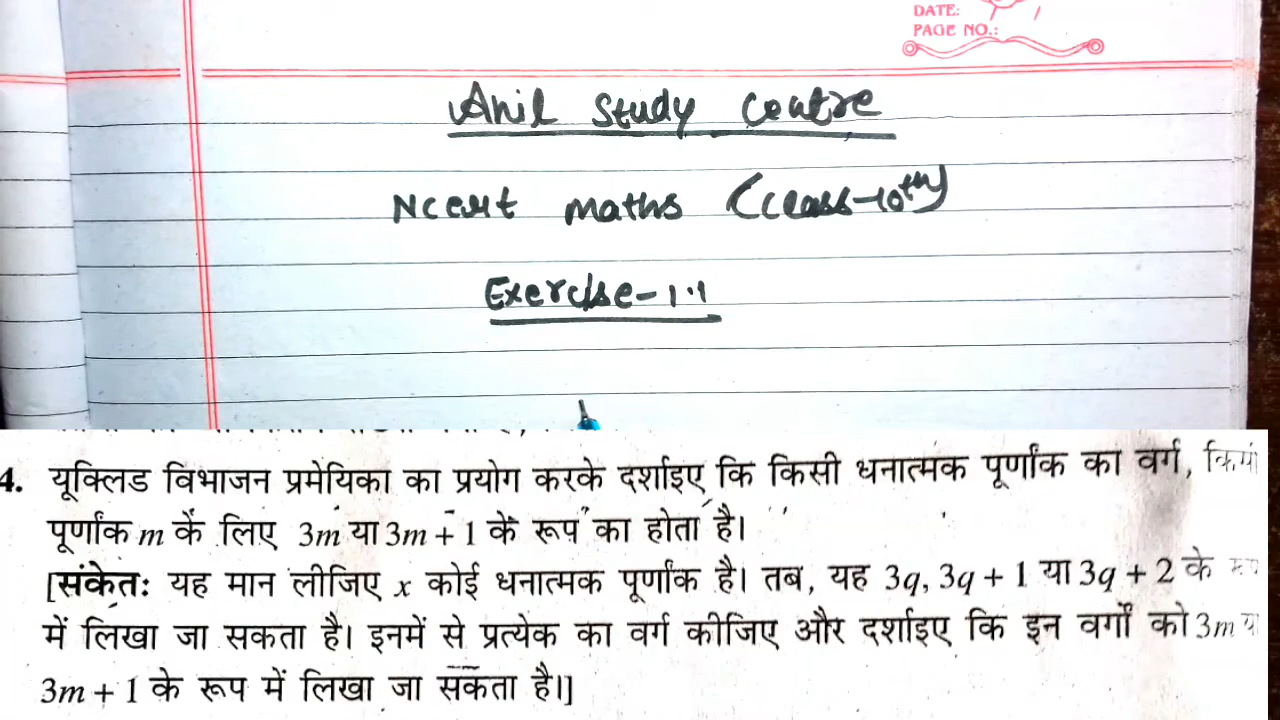 DATE:
PAGE NO.:
Anil Study Centre
Ncert maths (Class-10th)
Exercise-1.1
4. यूक्लिड विभाजन प्रमेयिका का प्रयोग करके दर्शाइए कि किसी धनात्मक पूर्णांक का वर्ग, किसी
पूर्णांक m के लिए 3m या 3m + 1 के रूप का होता है।
[संकेतः यह मान लीजिए x कोई धनात्मक पूर्णांक है। तब, यह 3q, 3q + 1 या 3q + 2 के रूप
में लिखा जा सकता है। इनमें से प्रत्येक का वर्ग कीजिए और दर्शाइए कि इन वर्गों को 3m या
3m + 1 के रूप में लिखा जा सकता है।]